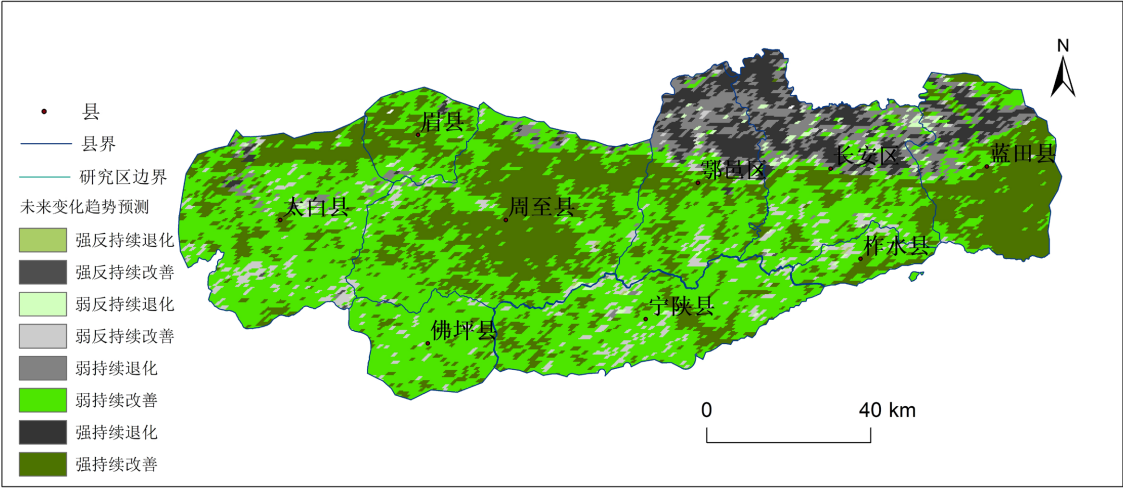 N
县
县界
研究区边界
未来变化趋势预测
强反持续退化
强反持续改善
弱反持续退化
弱反持续改善
弱持续退化
弱持续改善
强持续退化
强持续改善
眉县
太白县
周至县
鄠邑区
长安区
蓝田县
柞水县
宁陕县
佛坪县
0 40 km